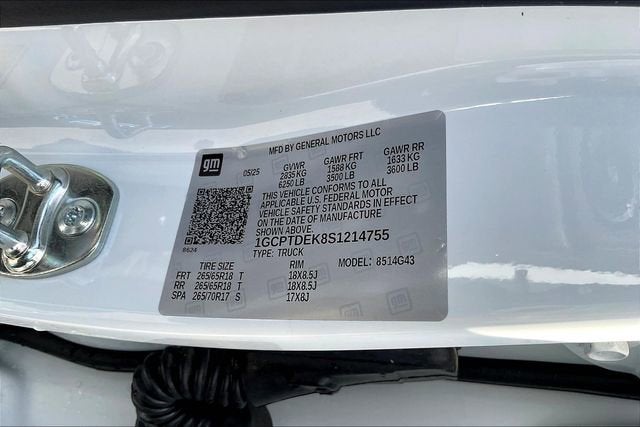 gm
MFD BY GENERAL MOTORS LLC
05/25 GVWR GAWR FRT GAWR RR
2835 KG 1588 KG 1633 KG
6250 LB 3500 LB 3600 LB
THIS VEHICLE CONFORMS TO ALL
APPLICABLE U.S. FEDERAL MOTOR
VEHICLE SAFETY STANDARDS IN EFFECT
ON THE DATE OF MANUFACTURE
SHOWN ABOVE.
1GCPTDEK8S1214755
8624
TYPE: TRUCK MODEL: 8514G43
TIRE SIZE RIM
FRT 265/65R18 T 18X8.5J
RR 265/65R18 T 18X8.5J
SPA 265/70R17 S 17X8J